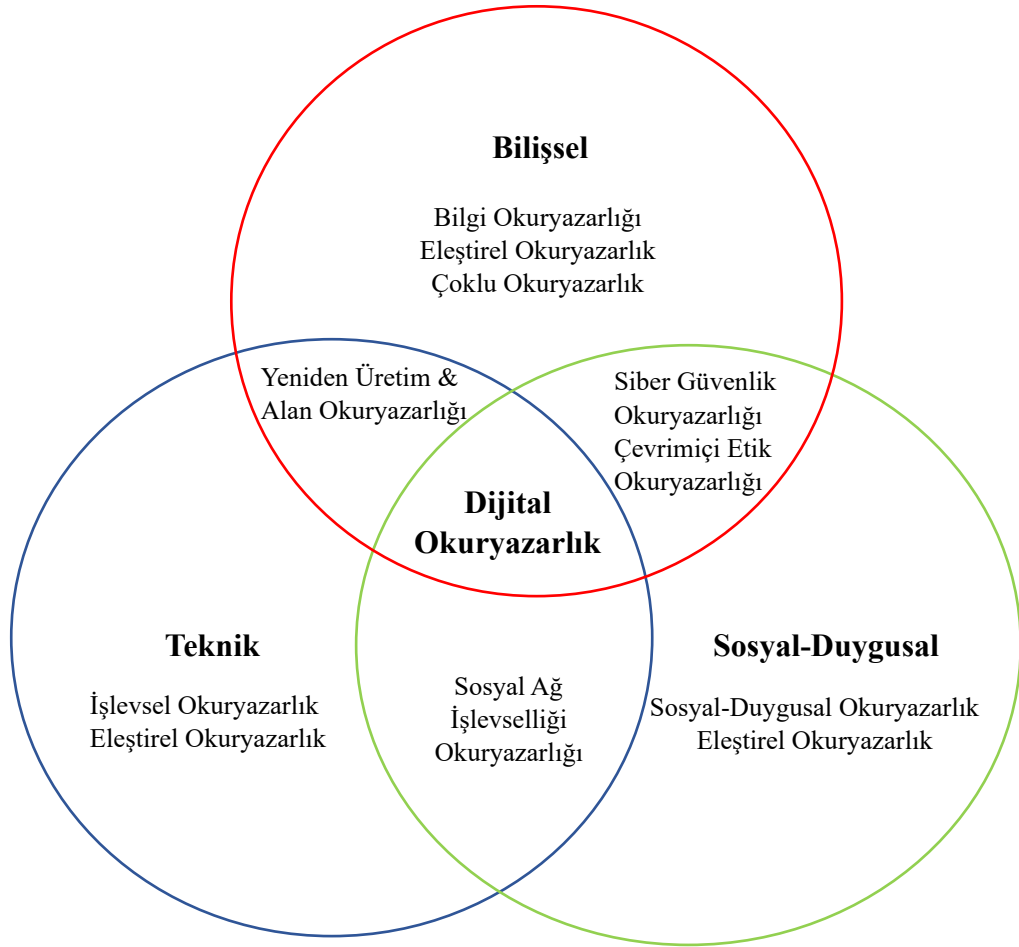 Bilişsel
Bilgi Okuryazarlığı
Eleştirel Okuryazarlık
Çoklu Okuryazarlık
Yeniden Üretim &
Alan Okuryazarlığı
Siber Güvenlik
Okuryazarlığı
Çevrimiçi Etik
Okuryazarlığı
Dijital
Okuryazarlık
Teknik
İşlevsel Okuryazarlık
Eleştirel Okuryazarlık
Sosyal Ağ
İşlevselliği
Okuryazarlığı
Sosyal-Duygusal
Sosyal-Duygusal Okuryazarlık
Eleştirel Okuryazarlık